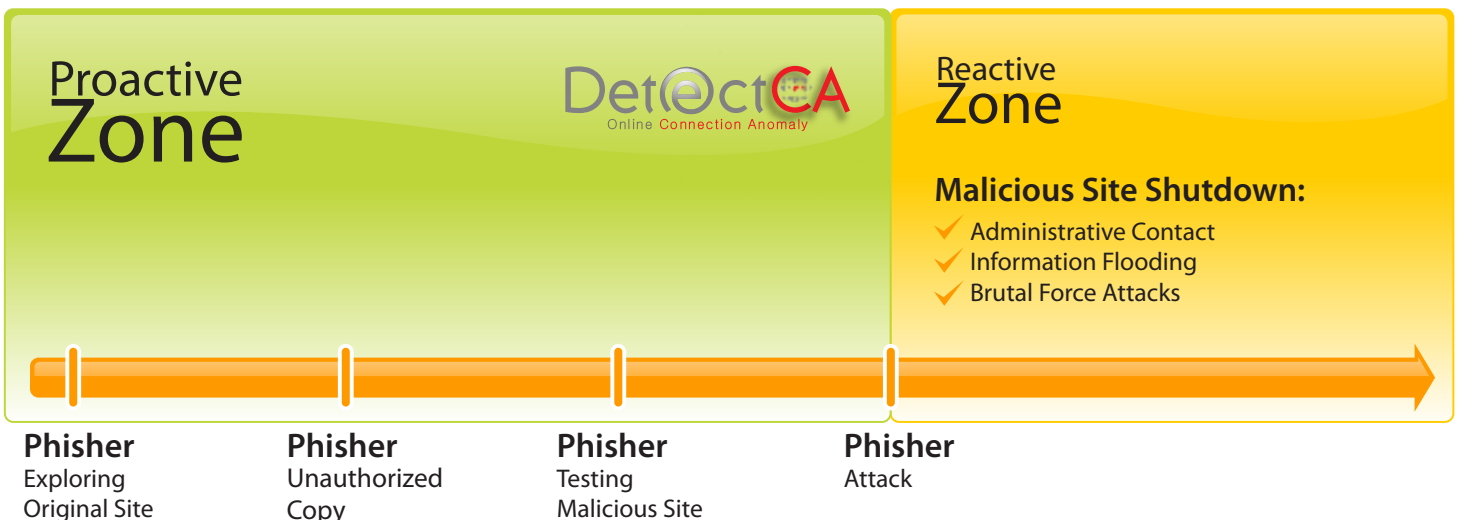 Proactive
Zone
DetectCA
Online Connection Anomaly
Reactive
Zone
Malicious Site Shutdown:
Administrative Contact
Information Flooding
Brutal Force Attacks
Phisher
Exploring
Original Site
Phisher
Unauthorized
Copy
Phisher
Testing
Malicious Site
Phisher
Attack